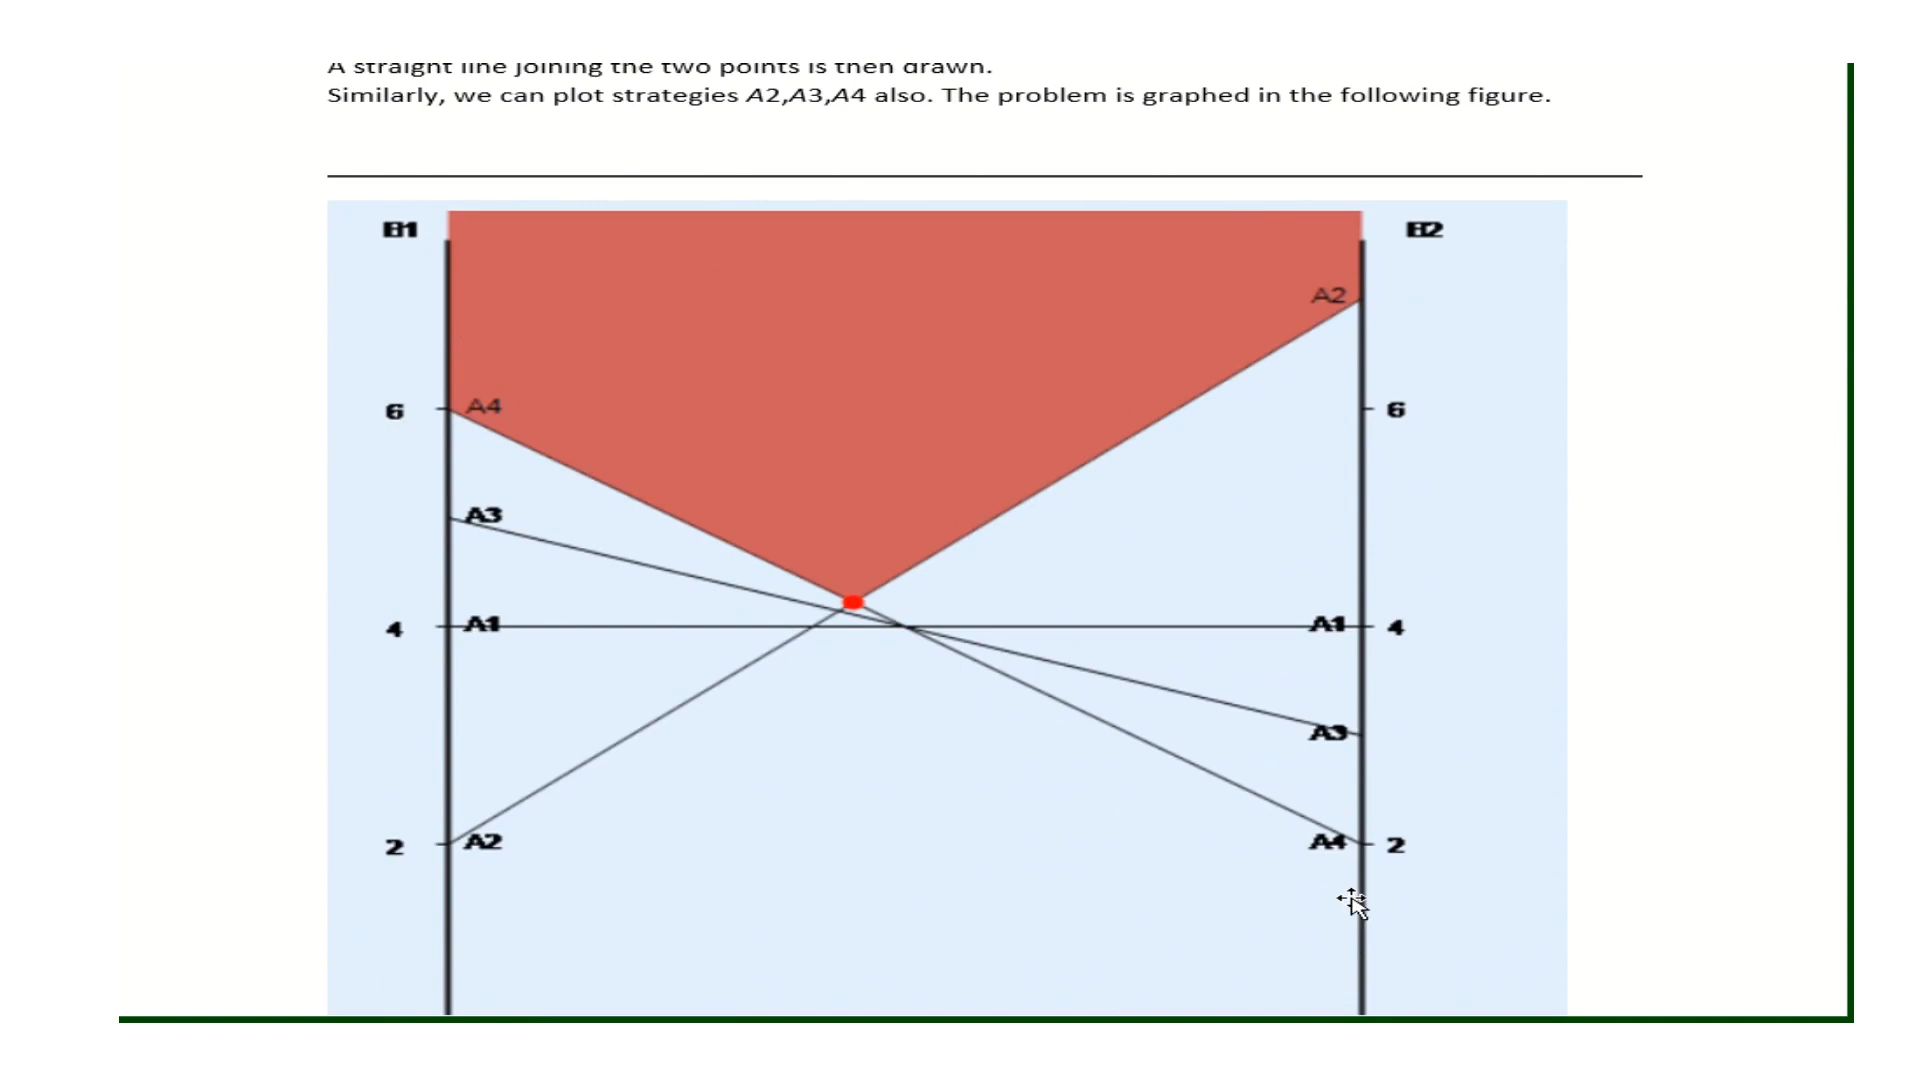 A straight line joining the two points is then drawn.
Similarly, we can plot strategies A2,A3,A4 also. The problem is graphed in the following figure.
B1 B2
A2
6 A4 6
A3
4 A1 A1 4
A3
2 A2 A4 2